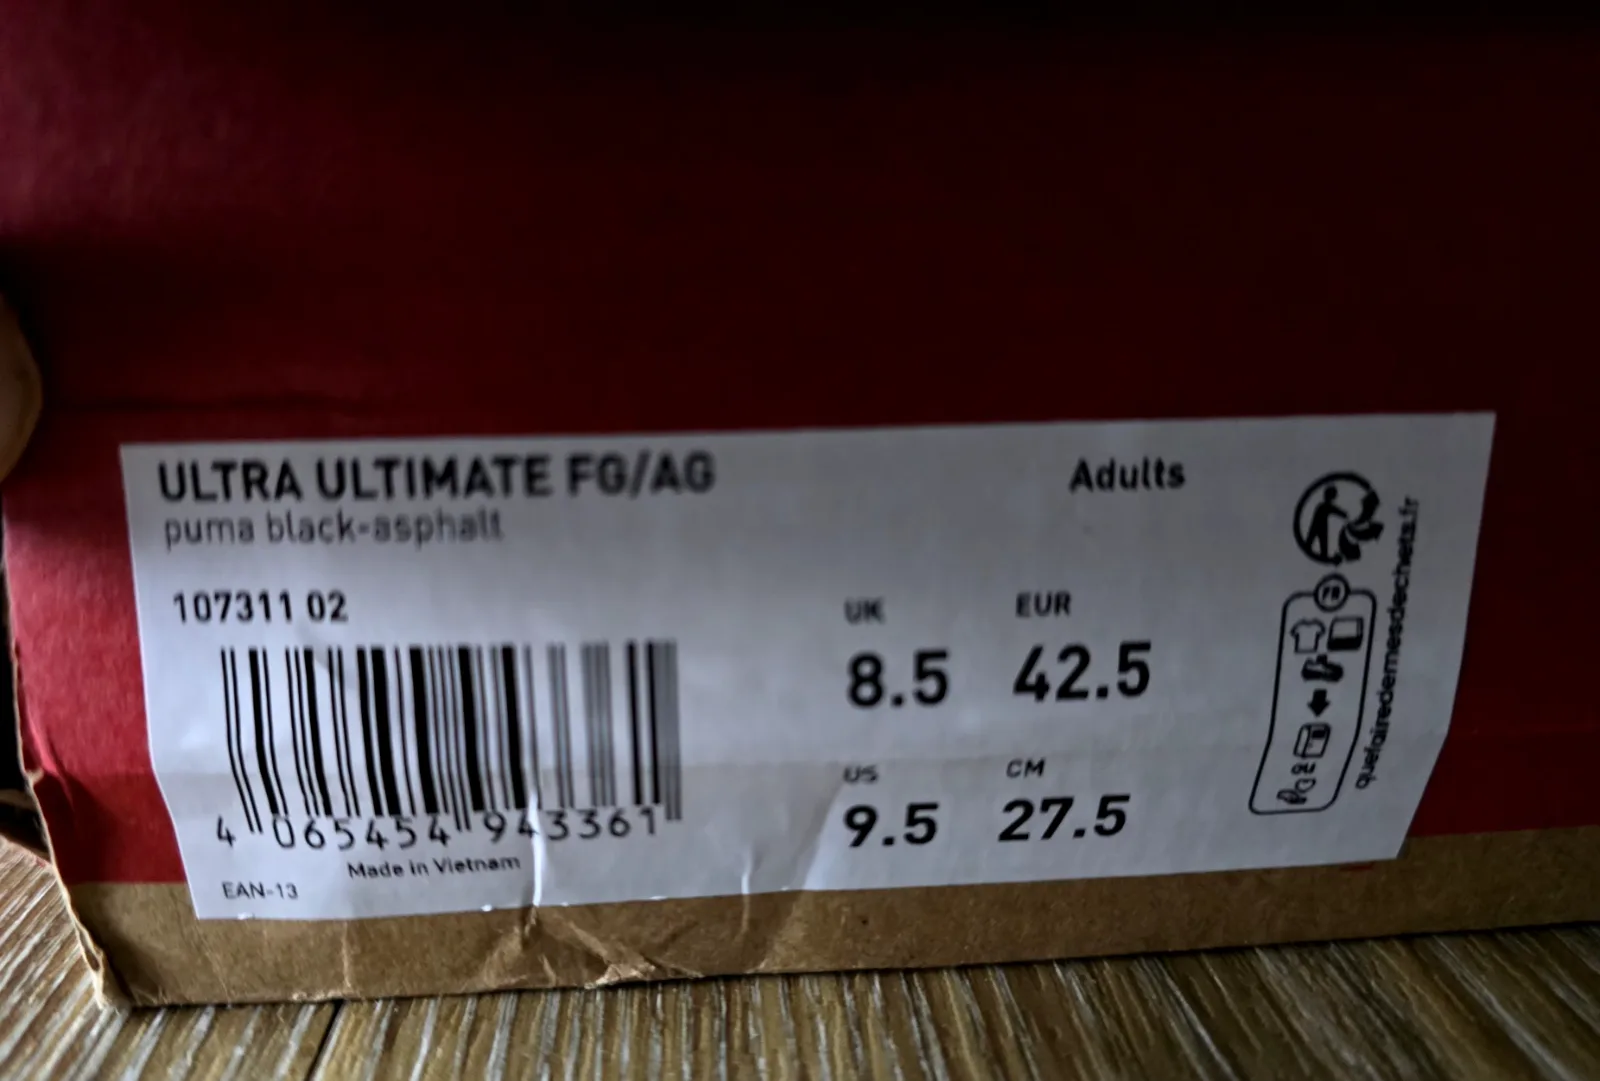 ULTRA ULTIMATE FG/AG
Adults
puma black-asphalt
107311 02
UK
EUR
8.5
42.5
US
CM
9.5
27.5
4 065454 943361
Made in Vietnam
EAN-13
quefairedemesdechets.fr